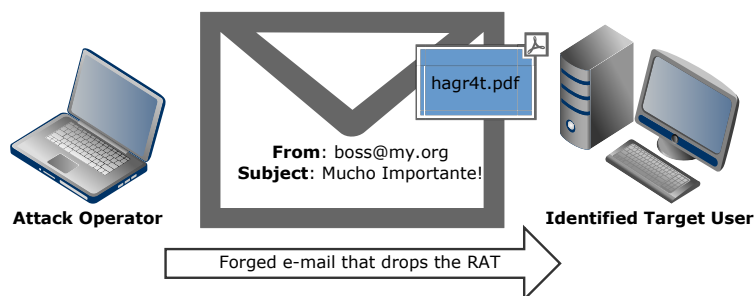 hagr4t.pdf
From: boss@my.org
Subject: Mucho Importante!
Attack Operator
Identified Target User
Forged e-mail that drops the RAT